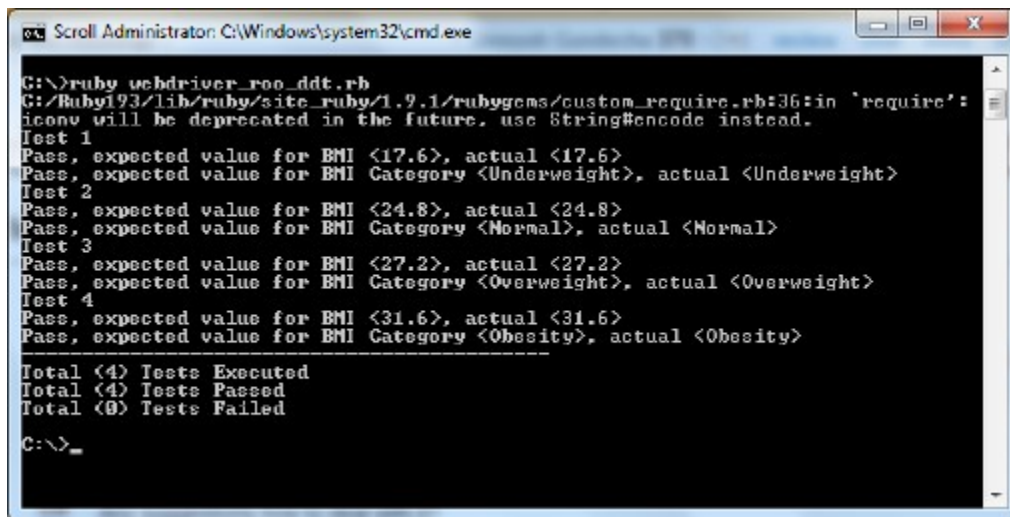 Scroll Administrator: C:\Windows\system32\cmd.exe
C:\>ruby webdriver_roo_ddt.rb
C:/Ruby193/lib/ruby/site_ruby/1.9.1/rubygems/custom_require.rb:36:in `require':
iconv will be deprecated in the future, use String#encode instead.
Test 1
Pass, expected value for BMI <17.6>, actual <17.6>
Pass, expected value for BMI Category <Underweight>, actual <Underweight>
Test 2
Pass, expected value for BMI <24.8>, actual <24.8>
Pass, expected value for BMI Category <Normal>, actual <Normal>
Test 3
Pass, expected value for BMI <27.2>, actual <27.2>
Pass, expected value for BMI Category <Overweight>, actual <Overweight>
Test 4
Pass, expected value for BMI <31.6>, actual <31.6>
Pass, expected value for BMI Category <Obesity>, actual <Obesity>
--------------------------------------------------
Total (4) Tests Executed
Total (4) Tests Passed
Total (0) Tests Failed
C:\>_